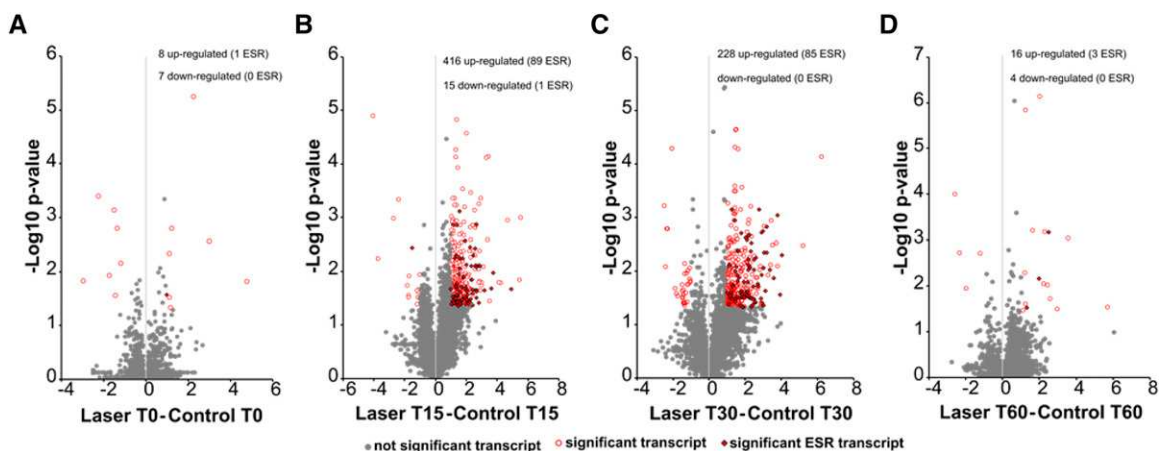 A
8 up-regulated (1 ESR)
7 down-regulated (0 ESR)
-Log10 p-value
6
5
4
3
2
1
0
-4 -2 0 2 4 6
Laser T0-Control T0
B
416 up-regulated (89 ESR)
15 down-regulated (1 ESR)
-Log10 p-value
6
5
4
3
2
1
0
-6 -4 -2 0 2 4 6 8
Laser T15-Control T15
C
228 up-regulated (85 ESR)
down-regulated (0 ESR)
-Log10 p-value
6
5
4
3
2
1
0
-4 -2 0 2 4 6 8
Laser T30-Control T30
D
16 up-regulated (3 ESR)
4 down-regulated (0 ESR)
-Log10 p-value
7
6
5
4
3
2
1
0
-4 -2 0 2 4 6 8
Laser T60-Control T60
not significant transcript significant transcript significant ESR transcript